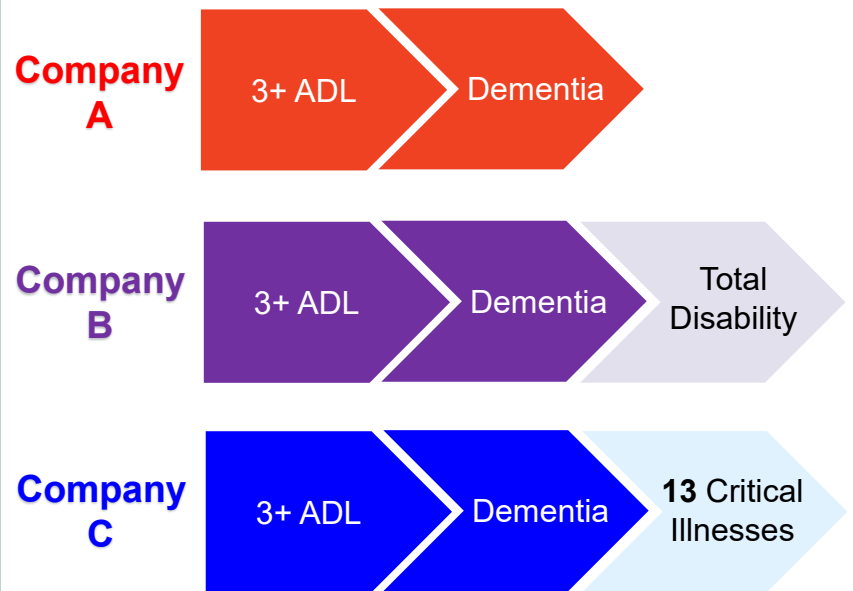 Company
A
3+ ADL
Dementia
Company
B
3+ ADL
Dementia
Total
Disability
Company
C
3+ ADL
Dementia
13 Critical
Illnesses